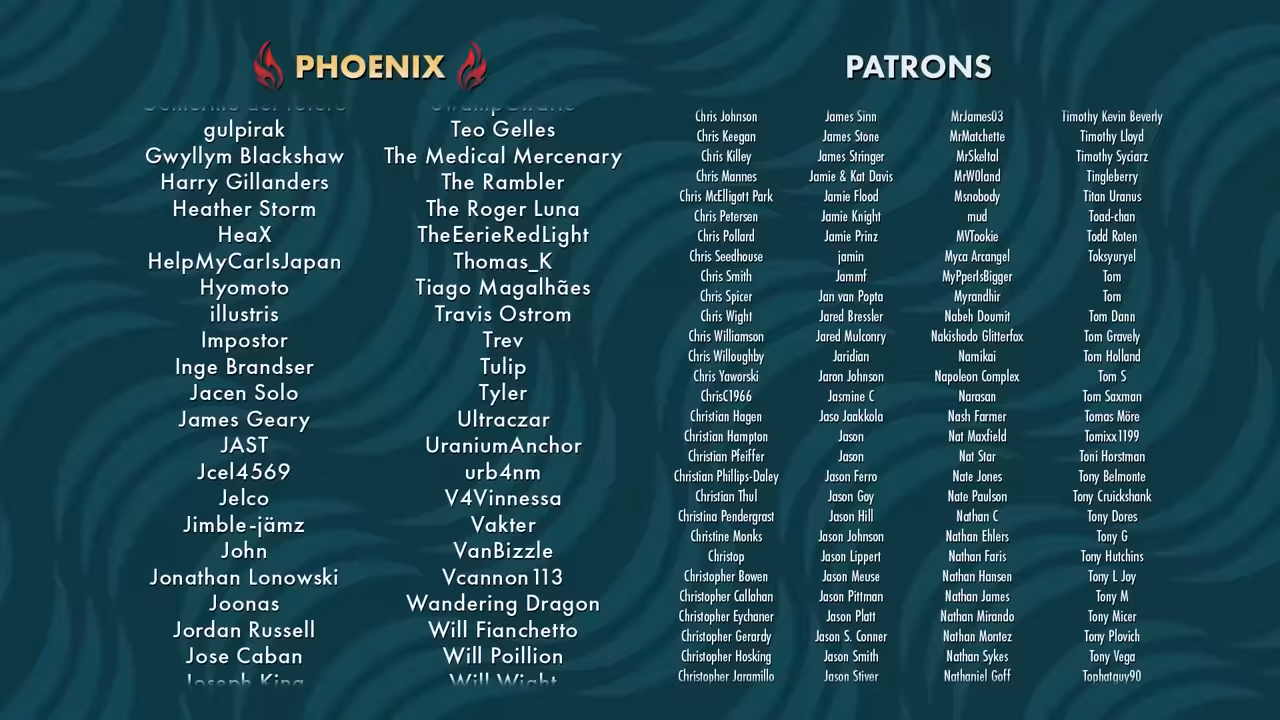 PHOENIX
gulpirak
Gwyllym Blackshaw
Harry Gillanders
Heather Storm
HeaX
HelpMyCarIsJapan
Hyomoto
illustris
Impostor
Inge Brandser
Jacen Solo
James Geary
JAST
Jcel4569
Jelco
Jimble-jämz
John
Jonathan Lonowski
Joonas
Jordan Russell
Jose Caban
Joseph King
Teo Gelles
The Medical Mercenary
The Rambler
The Roger Luna
TheEerieRedLight
Thomas_K
Tiago Magalhães
Travis Ostrom
Trev
Tulip
Tyler
Ultraczar
UraniumAnchor
urb4nm
V4Vinnessa
Vakter
VanBizzle
Vcannon113
Wandering Dragon
Will Fianchetto
Will Poillion
Will Wight
PATRONS
Chris Johnson
Chris Keegan
Chris Killey
Chris Mannes
Chris McElligott Park
Chris Petersen
Chris Pollard
Chris Seedhouse
Chris Smith
Chris Spicer
Chris Wight
Chris Williamson
Chris Willoughby
Chris Yaworski
ChrisC1966
Christian Hagen
Christian Hampton
Christian Pfeiffer
Christian Phillips-Daley
Christian Thul
Christina Pendergrast
Christine Monks
Christop
Christopher Bowen
Christopher Callahan
Christopher Eychaner
Christopher Gerardy
Christopher Hosking
Christopher Jaramillo
James Sinn
James Stone
James Stringer
Jamie & Kat Davis
Jamie Flood
Jamie Knight
Jamie Prinz
jamin
Jammf
Jan van Popta
Jared Bressler
Jared Mulconry
Jaridian
Jaron Johnson
Jasmine C
Jaso Jaakkola
Jason
Jason
Jason Ferro
Jason Goy
Jason Hill
Jason Johnson
Jason Lippert
Jason Meuse
Jason Pittman
Jason Platt
Jason S. Conner
Jason Smith
Jason Stiver
MrJames03
MrMatchette
MrSkeltal
MrW0land
Msnobody
mud
MVTookie
Myca Arcangel
MyPperIsBigger
Myrandhir
Nabeh Doumit
Nakishodo Glitterfox
Namikai
Napoleon Complex
Narasan
Nash Farmer
Nat Maxfield
Nat Star
Nate Jones
Nate Paulson
Nathan C
Nathan Ehlers
Nathan Faris
Nathan Hansen
Nathan James
Nathan Mirando
Nathan Montez
Nathan Sykes
Nathaniel Goff
Timothy Kevin Beverly
Timothy Lloyd
Timothy Syciarz
Tingleberry
Titan Uranus
Toad-chan
Todd Roten
Toksyuryel
Tom
Tom
Tom Dann
Tom Gravely
Tom Holland
Tom S
Tom Saxman
Tomas Möre
Tomixx1199
Toni Horstman
Tony Belmonte
Tony Cruickshank
Tony Dores
Tony G
Tony Hutchins
Tony L Joy
Tony M
Tony Micer
Tony Plovich
Tony Vega
Tophatguy90